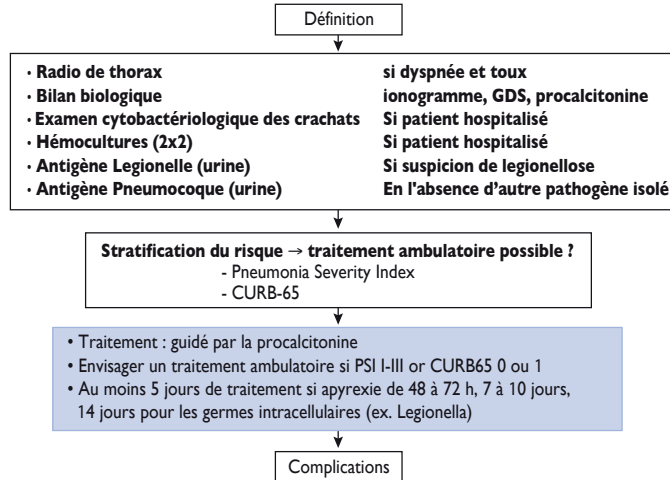 Définition
· Radio de thorax si dyspnée et toux
· Bilan biologique ionogramme, GDS, procalcitonine
· Examen cytobactériologique des crachats Si patient hospitalisé
· Hémocultures (2x2) Si patient hospitalisé
· Antigène Legionelle (urine) Si suspicion de legionellose
· Antigène Pneumocoque (urine) En l'absence d'autre pathogène isolé
Stratification du risque → traitement ambulatoire possible ?
- Pneumonia Severity Index
- CURB-65
• Traitement : guidé par la procalcitonine
• Envisager un traitement ambulatoire si PSI I-III or CURB65 0 ou 1
• Au moins 5 jours de traitement si apyrexie de 48 à 72 h, 7 à 10 jours,
14 jours pour les germes intracellulaires (ex. Legionella)
Complications